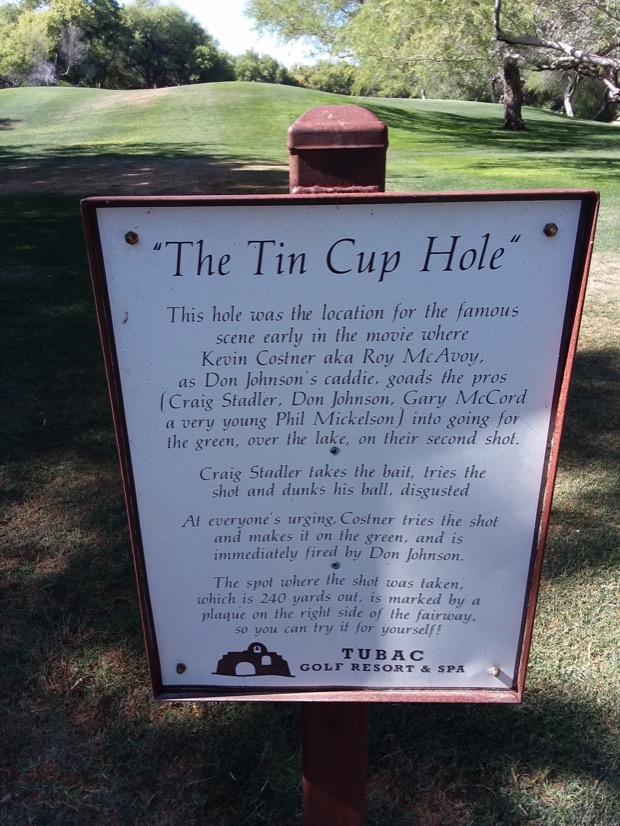 "The Tin Cup Hole"
This hole was the location for the famous
scene early in the movie where
Kevin Costner aka Roy McAvoy,
as Don Johnson's caddie, goads the pros
(Craig Stadler, Don Johnson, Gary McCord
a very young Phil Mickelson) into going for
the green, over the lake, on their second shot.
Craig Stadler takes the bait, tries the
shot and dunks his ball, disgusted
At everyone's urging, Costner tries the shot
and makes it on the green, and is
immediately fired by Don Johnson.
The spot where the shot was taken,
which is 240 yards out, is marked by a
plaque on the right side of the fairway,
so you can try it for yourself!
TUBAC
GOLF RESORT & SPA